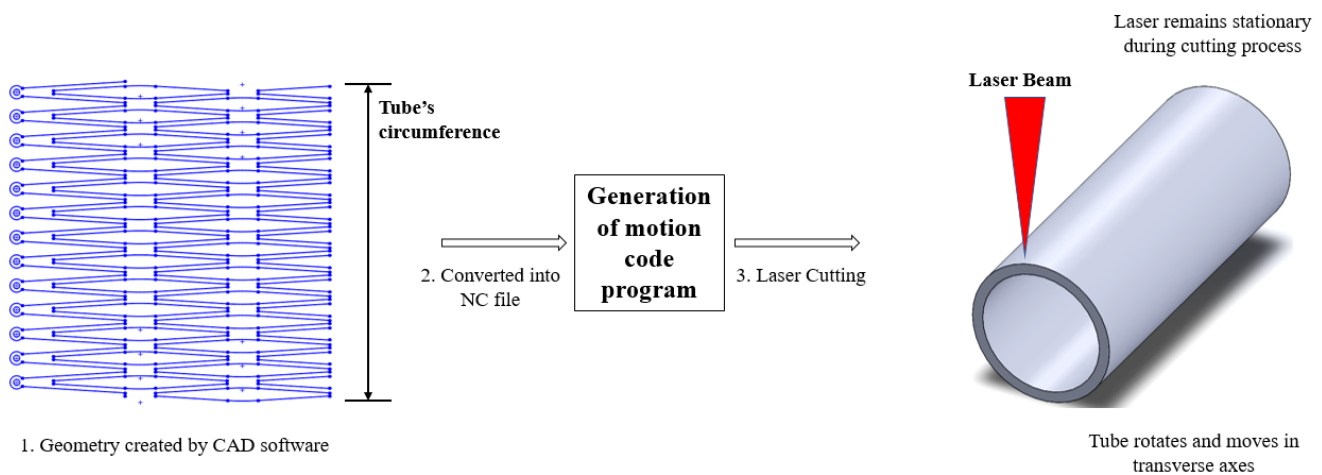 Laser remains stationary
during cutting process
Laser Beam
Tube's
circumference
Generation
of motion
code
program
2. Converted into
NC file
3. Laser Cutting
1. Geometry created by CAD software
Tube rotates and moves in
transverse axes